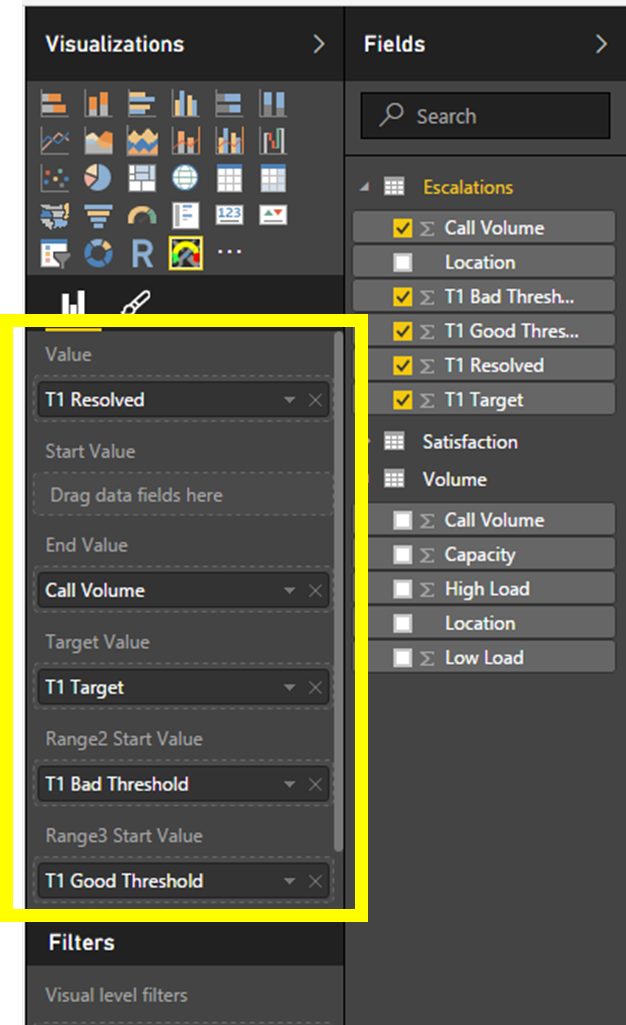 Visualizations
Value
T1 Resolved
Start Value
Drag data fields here
End Value
Call Volume
Target Value
T1 Target
Range2 Start Value
T1 Bad Threshold
Range3 Start Value
T1 Good Threshold
Filters
Visual level filters
Fields
Search
Escalations
Σ Call Volume
Location
Σ T1 Bad Thresh...
Σ T1 Good Thres...
Σ T1 Resolved
Σ T1 Target
Satisfaction
Volume
Σ Call Volume
Σ Capacity
Σ High Load
Location
Σ Low Load
123
R
...